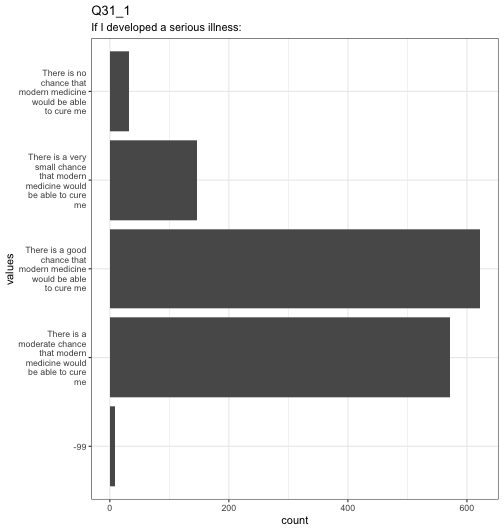 Q31_1
If I developed a serious illness:
There is no
chance that
modern medicine
would be able
to cure me
There is a very
small chance
that modern
medicine would
be able to cure
me
There is a good
chance that
modern medicine
would be able
to cure me
There is a
moderate chance
that modern
medicine would
be able to cure
me
-99
values
0 200 400 600
count